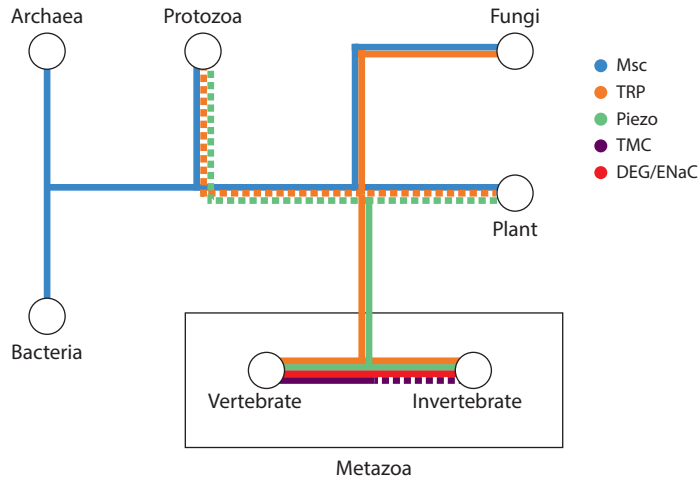 Archaea
Protozoa
Fungi
Msc
TRP
Piezo
TMC
DEG/ENaC
Plant
Bacteria
Vertebrate
Invertebrate
Metazoa